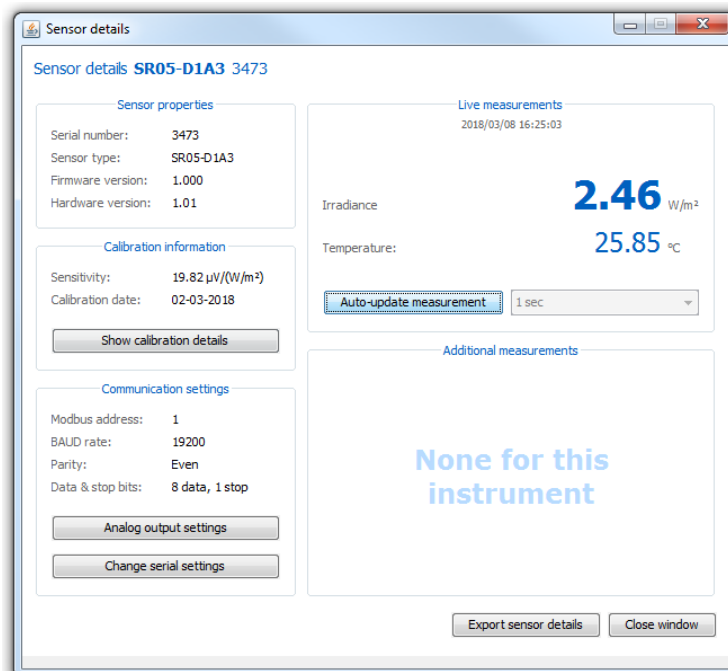 Sensor details
Sensor details SR05-D1A3 3473
Sensor properties
Serial number: 3473
Sensor type: SR05-D1A3
Firmware version: 1.000
Hardware version: 1.01
Calibration information
Sensitivity: 19.82 µV/(W/m²)
Calibration date: 02-03-2018
Show calibration details
Communication settings
Modbus address: 1
BAUD rate: 19200
Parity: Even
Data & stop bits: 8 data, 1 stop
Analog output settings
Change serial settings
Live measurements
2018/03/08 16:25:03
Irradiance 2.46 W/m²
Temperature: 25.85 °C
Auto-update measurement 1 sec
Additional measurements
None for this
instrument
Export sensor details Close window